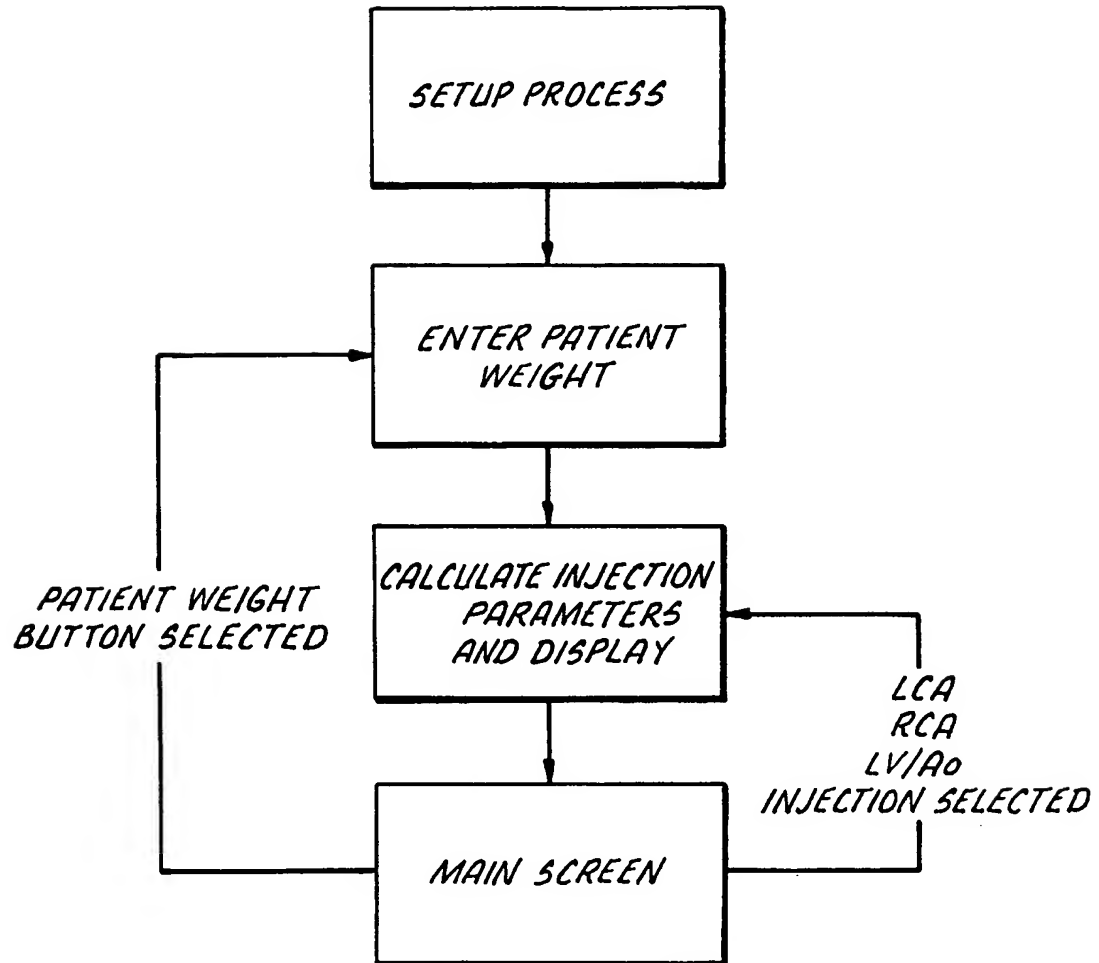 SETUP PROCESS
ENTER PATIENT
WEIGHT
CALCULATE INJECTION
PARAMETERS
AND DISPLAY
PATIENT WEIGHT
BUTTON SELECTED
LCA
RCA
LV/Ao
INJECTION SELECTED
MAIN SCREEN